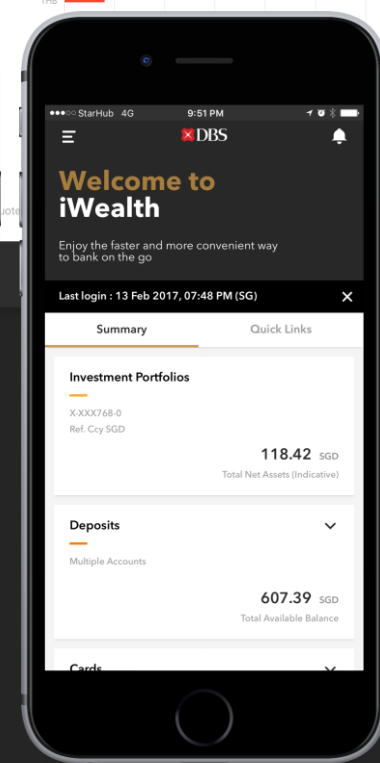 THB
StarHub 4G 9:51 PM
DBS
Welcome to
iWealth
Enjoy the faster and more convenient way
to bank on the go
Last login : 13 Feb 2017, 07:48 PM (SG)
Summary Quick Links
Investment Portfolios
X-XXX768-0
Ref. Ccy SGD
118.42 SGD
Total Net Assets (Indicative)
Deposits
Multiple Accounts
607.39 SGD
Total Available Balance
Cards